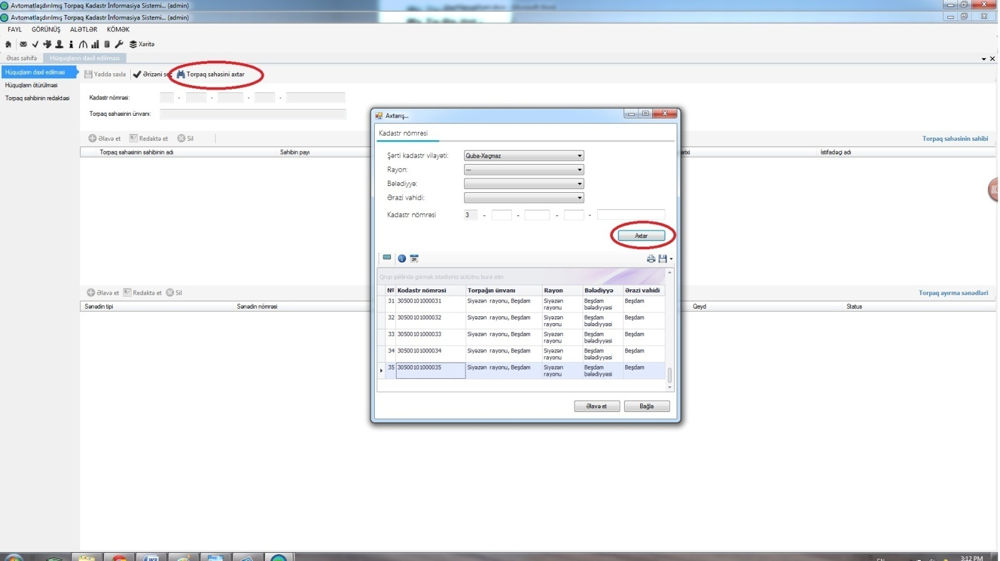 Avtomatlaşdırılmış Torpaq Kadastr İnformasiya Sistemi... (admin)
Avtomatlaşdırılmış Torpaq Kadastr İnformasiya Sistemi... (admin)
FAYL GÖRÜNÜŞ ALƏTLƏR KÖMƏK
Xəritə
Əsas səhifə Hüquqların daxil edilməsi
Hüquqların daxil edilməsi
Hüquqların ötürülməsi
Torpaq sahibinin redaktəsi
Yadda saxla Ərizəni seç Torpaq sahəsini axtar
Kadastr nömrəsi: - - - -
Torpaq sahəsinin ünvanı:
Əlavə et Redaktə et Sil
Torpaq sahəsinin sahibi
Torpaq sahəsinin sahibinin adı Sahibin payı İstifadəçi adı
Əlavə et Redaktə et Sil
Torpaq ayırma sənədləri
Sənədin tipi Sənədin nömrəsi Qeyd Status
Axtarış...
Kadastr nömrəsi
Şərti kadastr vilayəti: Quba-Xaçmaz
Rayon: ---
Bələdiyyə:
Ərazi vahidi:
Kadastr nömrəsi 3 - - - -
Axtar
Qrup şəklində görmək istədiyiniz sütutnu bura atın
Nº Kodastr nömrəsi Torpağın ünvanı Rayon Bələdiyyə Ərazi vahidi
31 30500101000031 Siyəzən rayonu, Beşdam Siyəzən rayonu Beşdam bələdiyyəsi Beşdam
32 30500101000032 Siyəzən rayonu, Beşdam Siyəzən rayonu Beşdam bələdiyyəsi Beşdam
33 30500101000033 Siyəzən rayonu, Beşdam Siyəzən rayonu Beşdam bələdiyyəsi Beşdam
34 30500101000034 Siyəzən rayonu, Beşdam Siyəzən rayonu Beşdam bələdiyyəsi Beşdam
35 30500101000035 Siyəzən rayonu, Beşdam Siyəzən rayonu Beşdam bələdiyyəsi Beşdam
Əlavə et Bağla
EN 3:12 PM